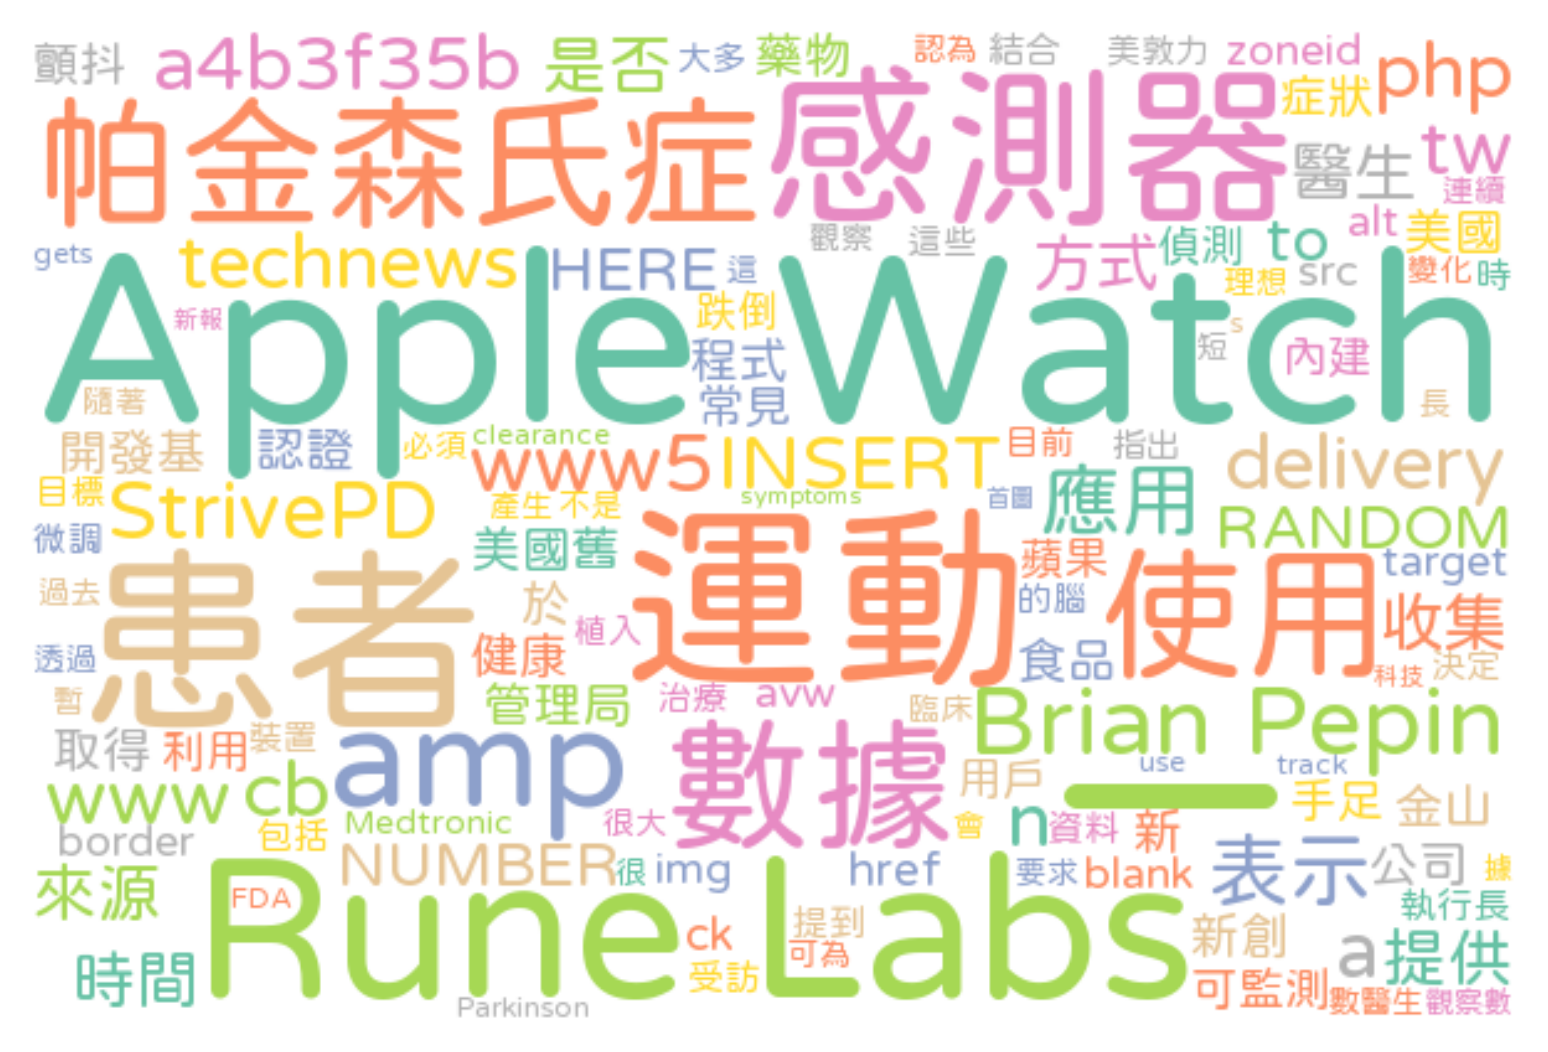 顫抖 a4b3f35b 是否 大多 藥物 認為 結合 美敦力 zoneid php
帕金森氏症 感測器 症狀
醫生 tw
連續
gets technews HERE 這 觀察 這些 方式 偵測 to alt 美國
理想 src 變化 時
新報 Apple Watch 跌倒
程式 短 s 內建
隨著 常見 長
開發基 認證 必須 clearance www5 INSERT 目前 指出 delivery
目標 StrivePD 產生 不是 symptoms 首圖 應用 RANDOM
微調 美國舊 蘋果 target
過去 患者 於 運動 的腦 使用 收集
透過 健康 植入 食品 科技 決定
暫 管理局 治療 avw 臨床 Brian Pepin
取得 利用 裝置 amp 數據 用戶 use track
www cb 手足 金山
border 包括 Medtronic 很大 會 n 資料 新
來源 NUMBER 很 img href 要求 blank 表示 公司 據
FDA Rune Labs 執行長
時間 ck 提到 新創 a 提供
受訪 可為 可監測
Parkinson 數醫生 觀察數